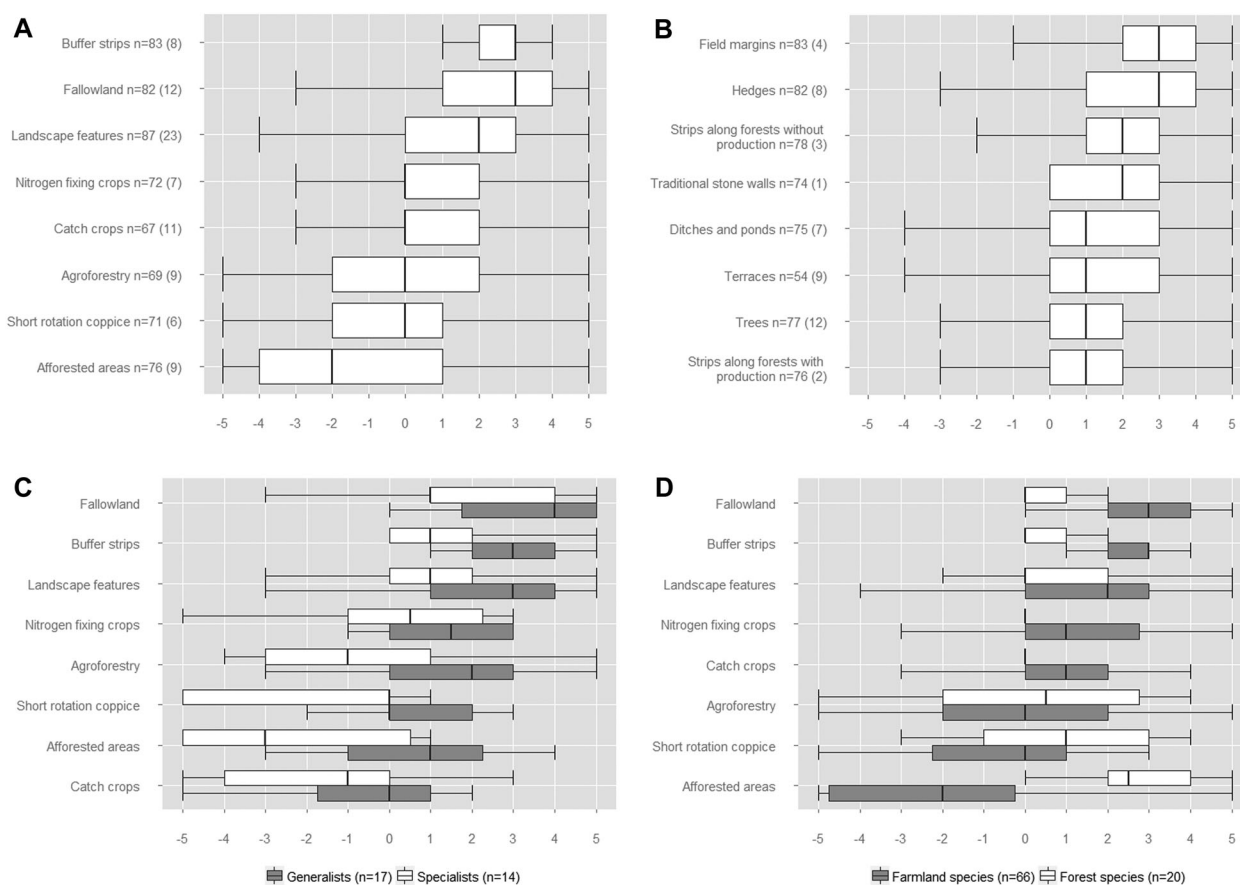 A
Buffer strips n=83 (8)
Fallowland n=82 (12)
Landscape features n=87 (23)
Nitrogen fixing crops n=72 (7)
Catch crops n=67 (11)
Agroforestry n=69 (9)
Short rotation coppice n=71 (6)
Afforested areas n=76 (9)
-5 -4 -3 -2 -1 0 1 2 3 4 5
B
Field margins n=83 (4)
Hedges n=82 (8)
Strips along forests without
production n=78 (3)
Traditional stone walls n=74 (1)
Ditches and ponds n=75 (7)
Terraces n=54 (9)
Trees n=77 (12)
Strips along forests with
production n=76 (2)
-5 -4 -3 -2 -1 0 1 2 3 4 5
C
Fallowland
Buffer strips
Landscape features
Nitrogen fixing crops
Agroforestry
Short rotation coppice
Afforested areas
Catch crops
-5 -4 -3 -2 -1 0 1 2 3 4 5
Generalists (n=17) Specialists (n=14)
D
Fallowland
Buffer strips
Landscape features
Nitrogen fixing crops
Catch crops
Agroforestry
Short rotation coppice
Afforested areas
-5 -4 -3 -2 -1 0 1 2 3 4 5
Farmland species (n=66) Forest species (n=20)